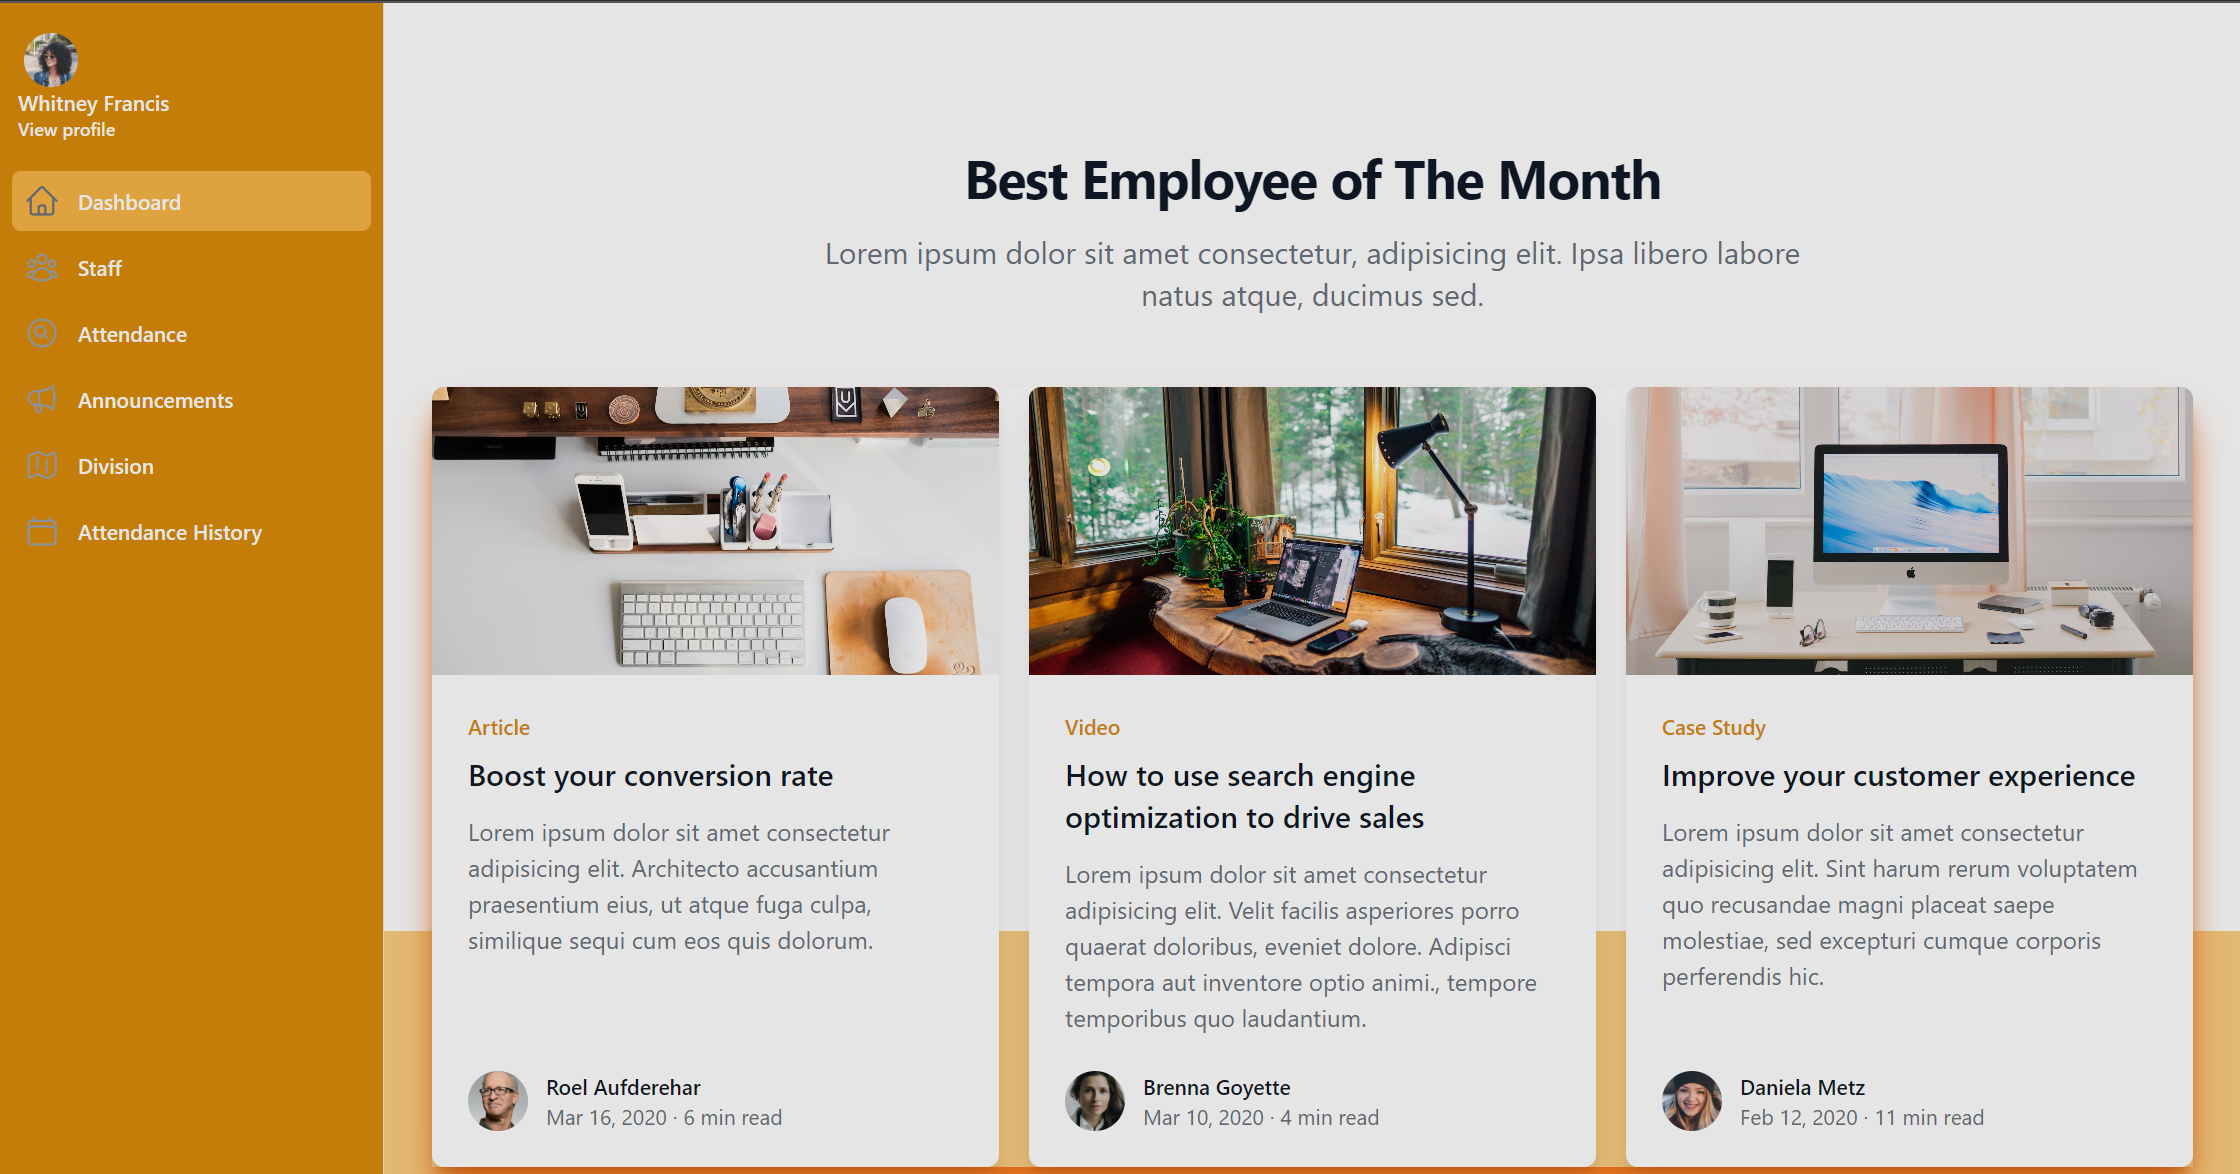 Whitney Francis
View profile
Dashboard
Staff
Attendance
Announcements
Division
Attendance History
Best Employee of The Month
Lorem ipsum dolor sit amet consectetur, adipisicing elit. Ipsa libero labore
natus atque, ducimus sed.
Article
Boost your conversion rate
Lorem ipsum dolor sit amet consectetur
adipisicing elit. Architecto accusantium
praesentium eius, ut atque fuga culpa,
similique sequi cum eos quis dolorum.
Roel Aufderehar
Mar 16, 2020 · 6 min read
Video
How to use search engine
optimization to drive sales
Lorem ipsum dolor sit amet consectetur
adipisicing elit. Velit facilis asperiores porro
quaerat doloribus, eveniet dolore. Adipisci
tempora aut inventore optio animi., tempore
temporibus quo laudantium.
Brenna Goyette
Mar 10, 2020 · 4 min read
Case Study
Improve your customer experience
Lorem ipsum dolor sit amet consectetur
adipisicing elit. Sint harum rerum voluptatem
quo recusandae magni placeat saepe
molestiae, sed excepturi cumque corporis
perferendis hic.
Daniela Metz
Feb 12, 2020 · 11 min read